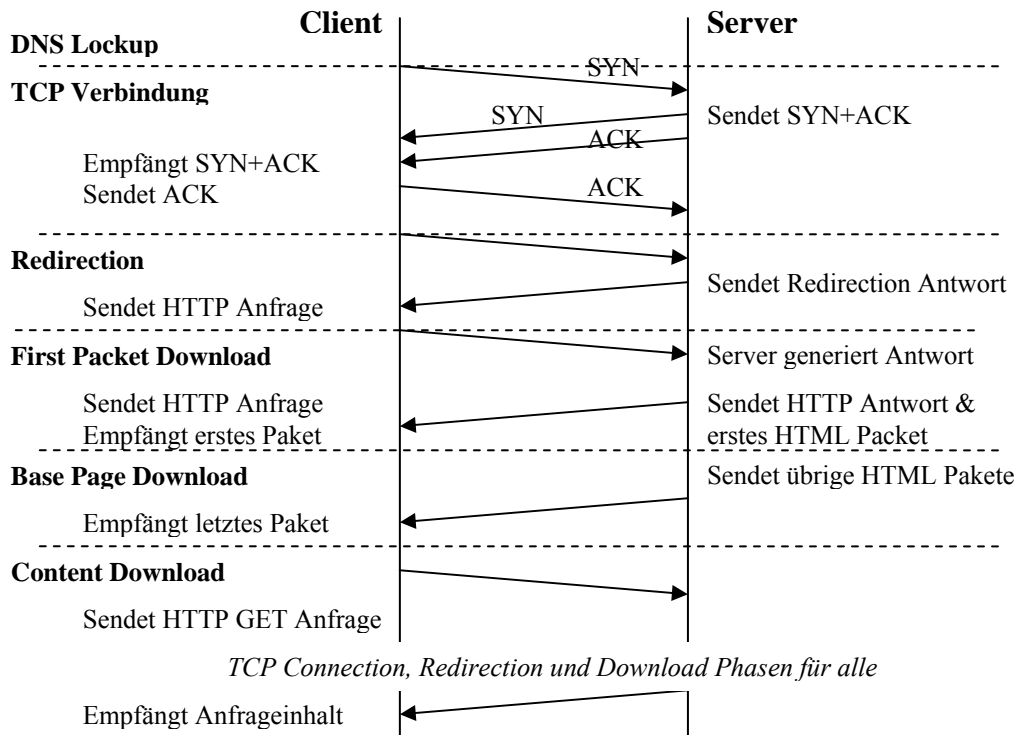 Client
Server
DNS Lockup
SYN
TCP Verbindung
SYN
Sendet SYN+ACK
ACK
Empfängt SYN+ACK
Sendet ACK
ACK
Redirection
Sendet Redirection Antwort
Sendet HTTP Anfrage
First Packet Download
Server generiert Antwort
Sendet HTTP Anfrage
Sendet HTTP Antwort &
Empfängt erstes Paket
erstes HTML Packet
Base Page Download
Sendet übrige HTML Pakete
Empfängt letztes Paket
Content Download
Sendet HTTP GET Anfrage
TCP Connection, Redirection und Download Phasen für alle
Empfängt Anfrageinhalt